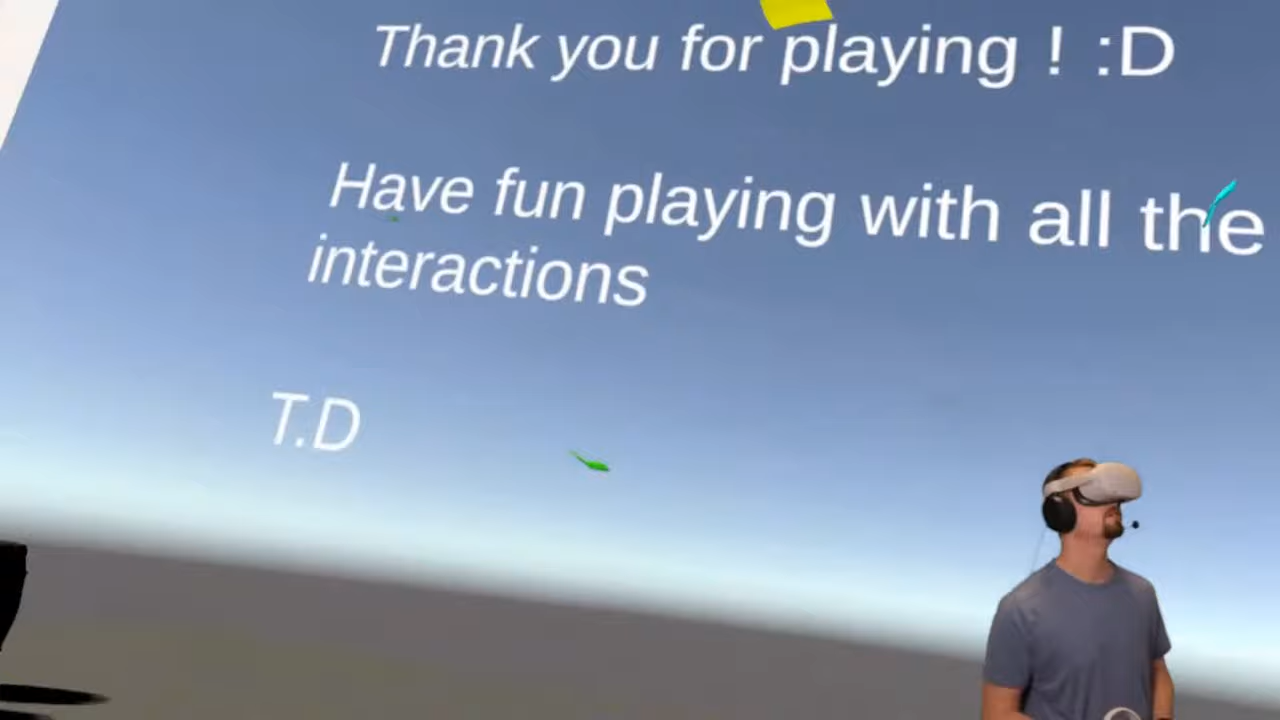 Thank you for playing ! :D
Have fun playing with all the
interactions
T.D